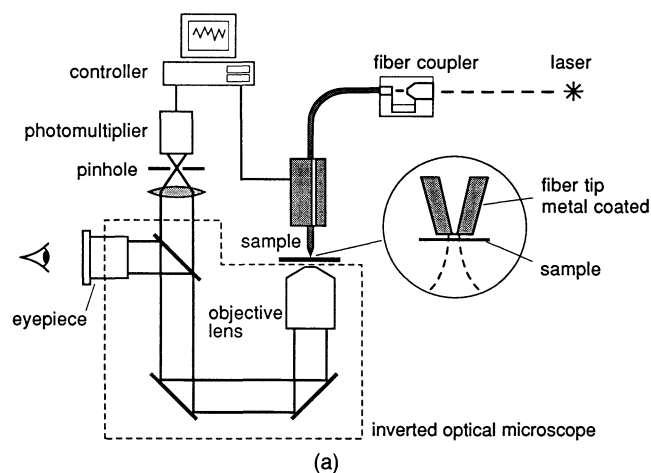 fiber coupler
laser
controller
photomultiplier
pinhole
fiber tip
metal coated
sample
sample
eyepiece
objective
lens
inverted optical microscope
(a)